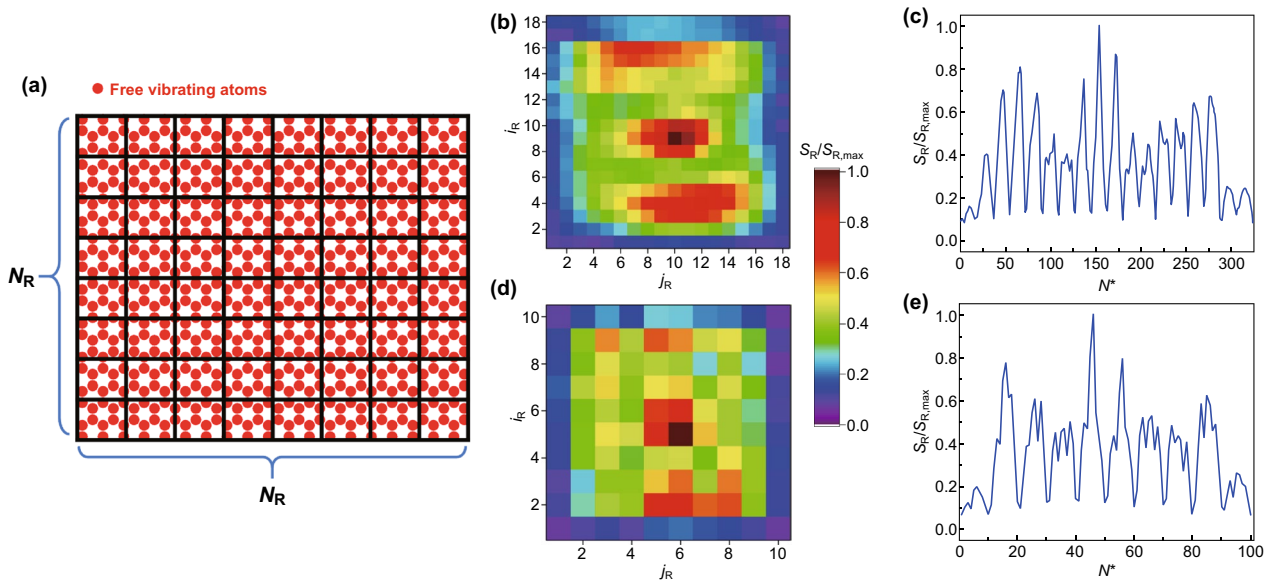 (a)
Free vibrating atoms
N_R
N_R
(b)
18
16
14
12
10
8
6
4
2
i_R
2 4 6 8 10 12 14 16 18
j_R
S_R/S_R,max
1.0
0.8
0.6
0.4
0.2
0.0
(c)
1.0
0.8
0.6
0.4
0.2
0.0
S_R/S_R,max
0 50 100 150 200 250 300
N*
(d)
10
8
6
4
2
i_R
2 4 6 8 10
j_R
(e)
1.0
0.8
0.6
0.4
0.2
0.0
S_R/S_R,max
0 20 40 60 80 100
N*